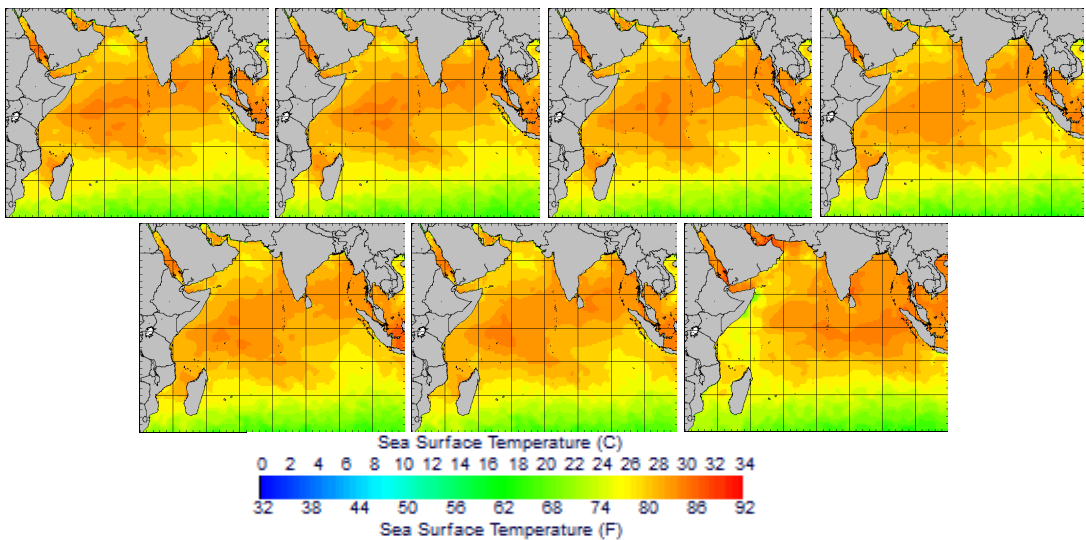 Sea Surface Temperature (C)
0 2 4 6 8 10 12 14 16 18 20 22 24 26 28 30 32 34
32 38 44 50 56 62 68 74 80 86 92
Sea Surface Temperature (F)